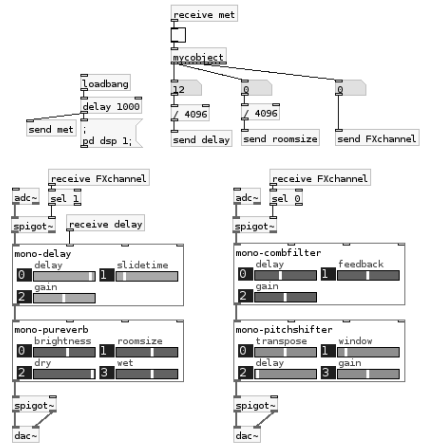 receive met
mycobject
loadbang
12
0
0
delay 1000
/ 4096
/ 4096
send met
;
pd dsp 1;
send delay
send roomsize
send FXchannel
receive FXchannel
adc~
sel 1
receive delay
spigot~
mono-delay
delay
slidetime
0
1
gain
2
mono-pureverb
brightness
roomsize
0
1
dry
wet
2
3
spigot~
dac~
receive FXchannel
adc~
sel 0
spigot~
mono-combfilter
delay
feedback
0
1
gain
2
mono-pitchshifter
transpose
window
0
1
delay
gain
2
3
spigot~
dac~